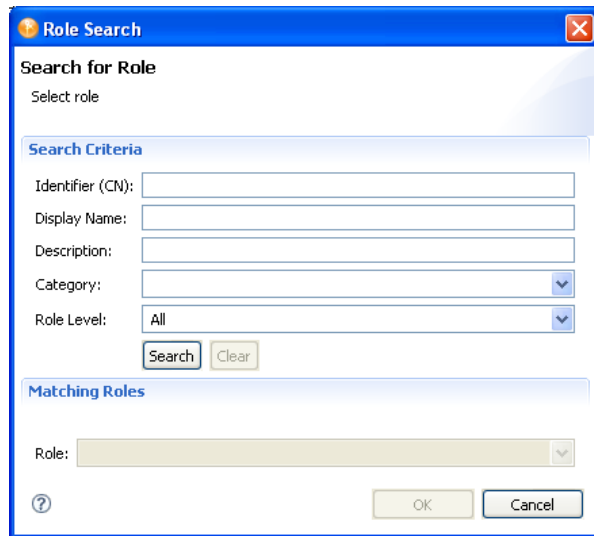 Role Search
Search for Role
Select role
Search Criteria
Identifier (CN):
Display Name:
Description:
Category:
Role Level: All
Search Clear
Matching Roles
Role:
? OK Cancel